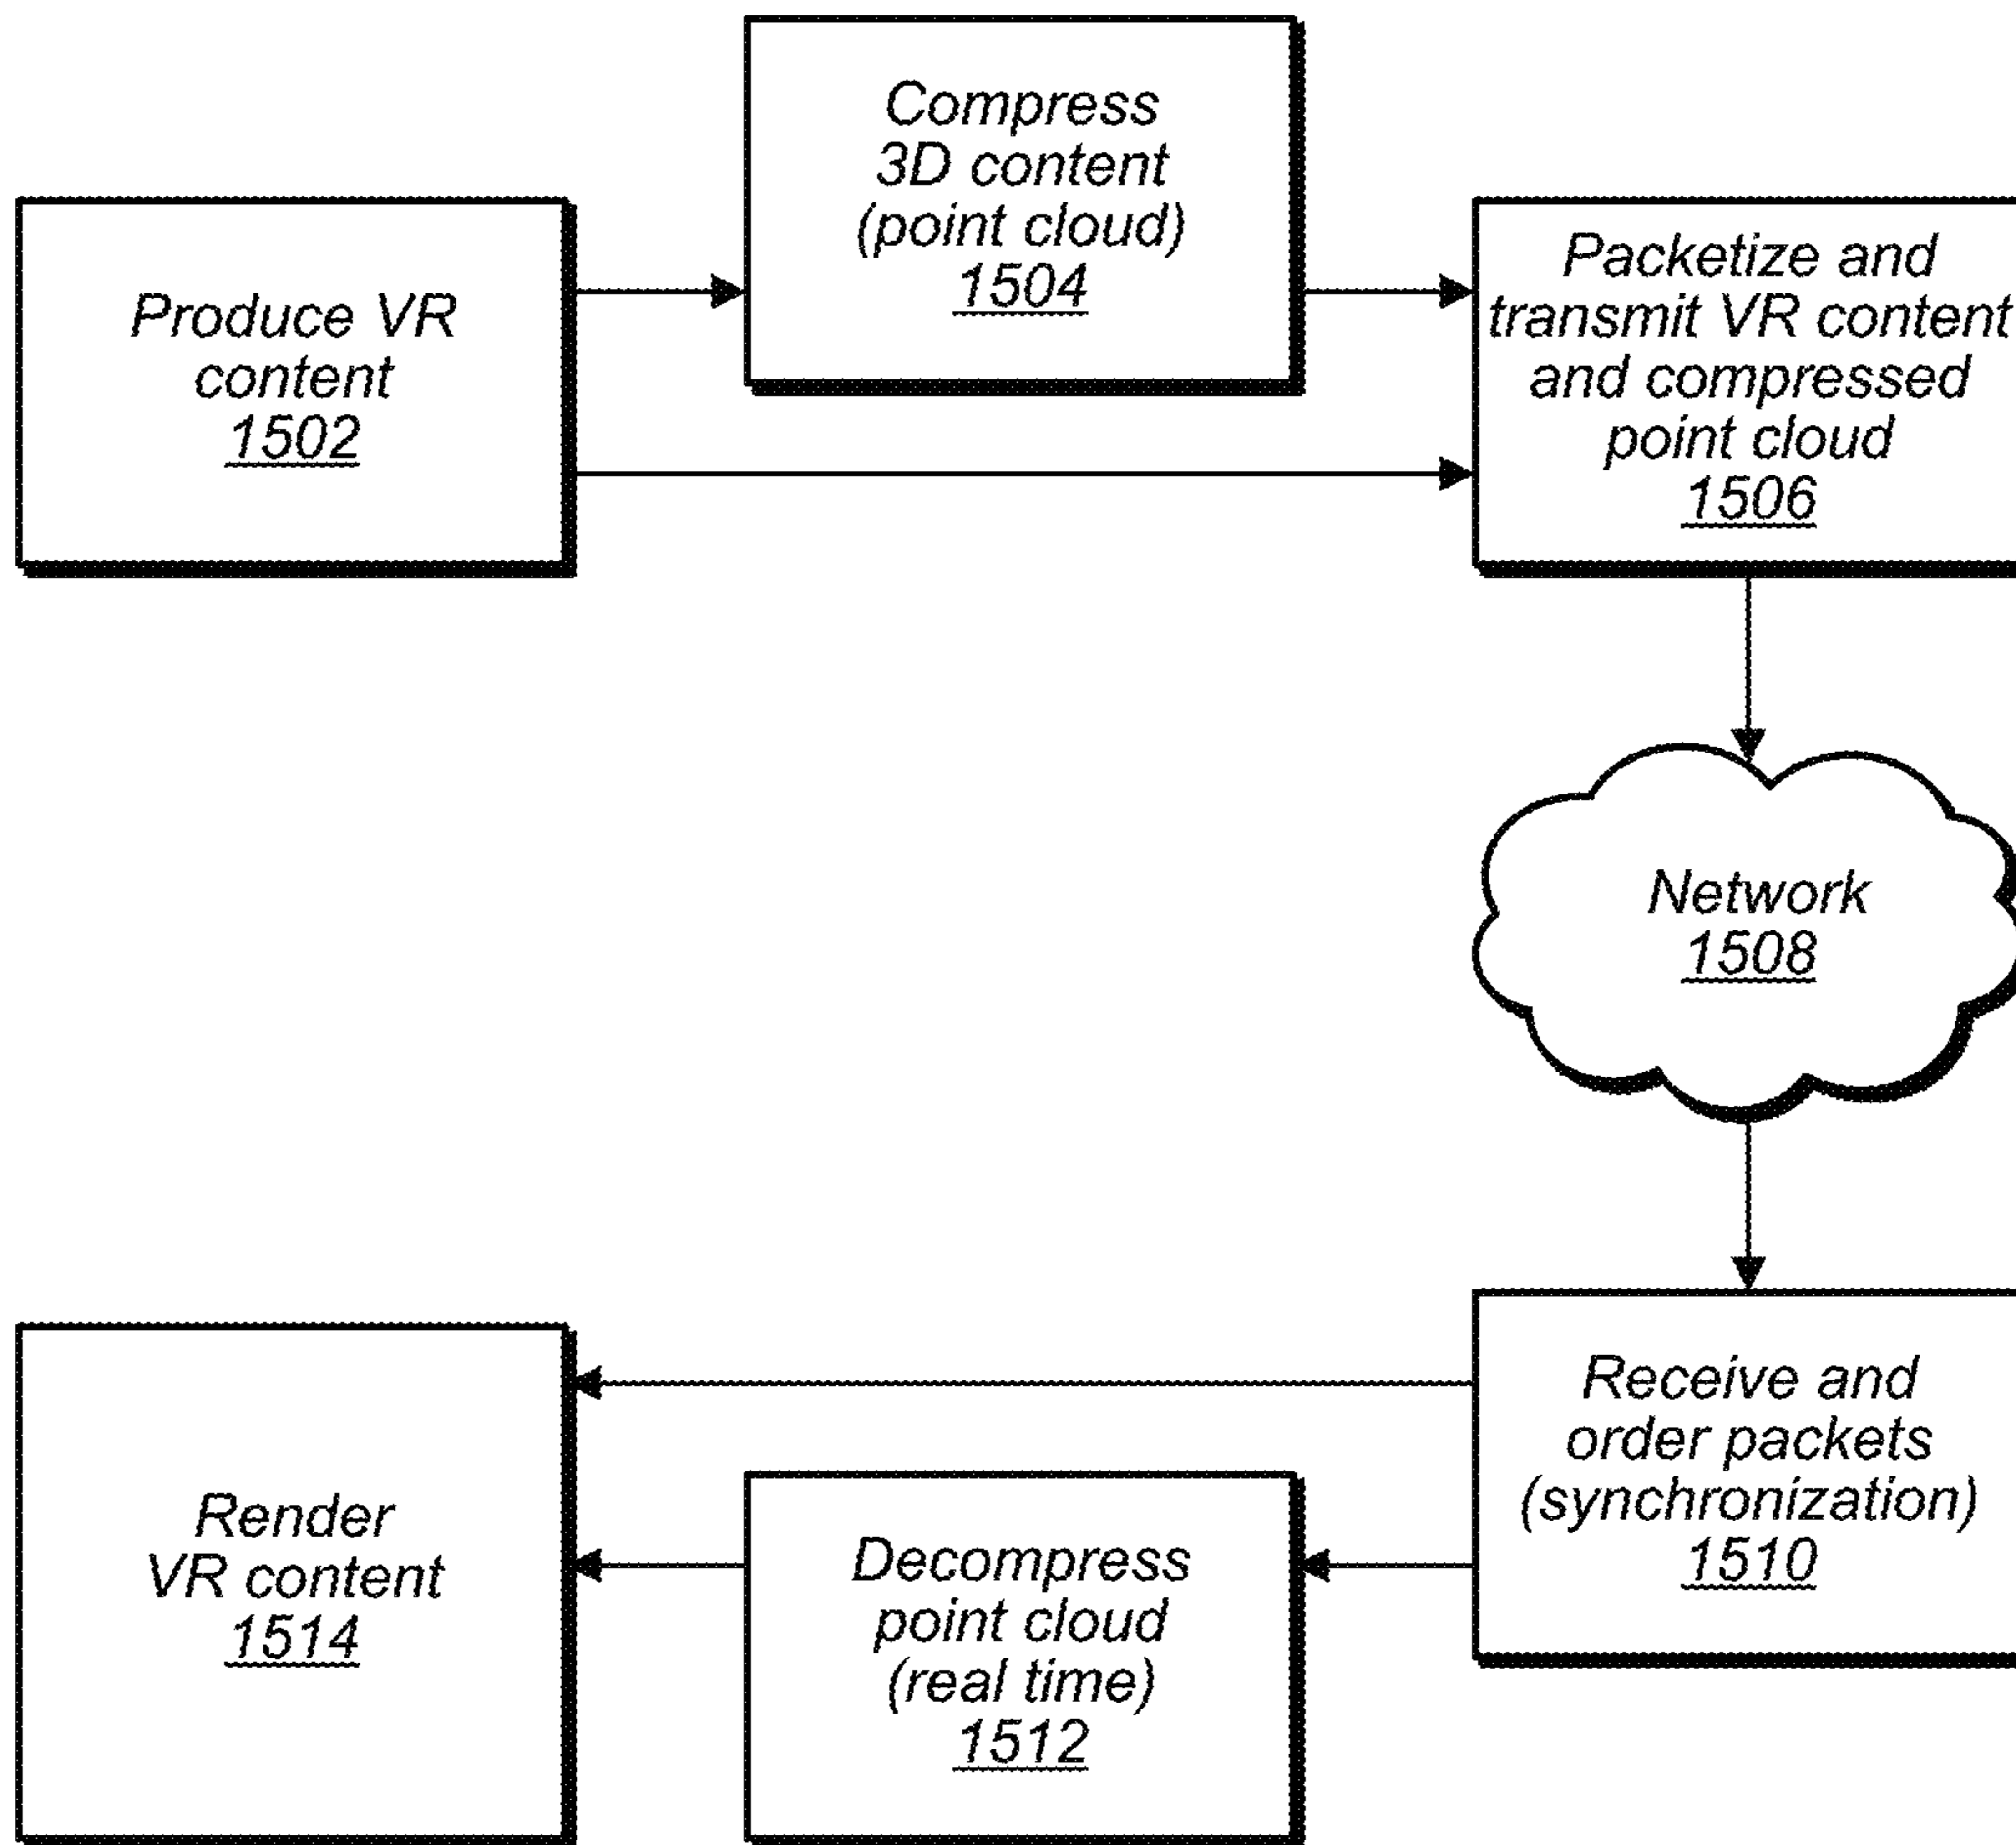 Produce VR
content
1502
Compress
3D content
(point cloud)
1504
Packetize and
transmit VR content
and compressed
point cloud
1506
Network
1508
Receive and
order packets
(synchronization)
1510
Decompress
point cloud
(real time)
1512
Render
VR content
1514